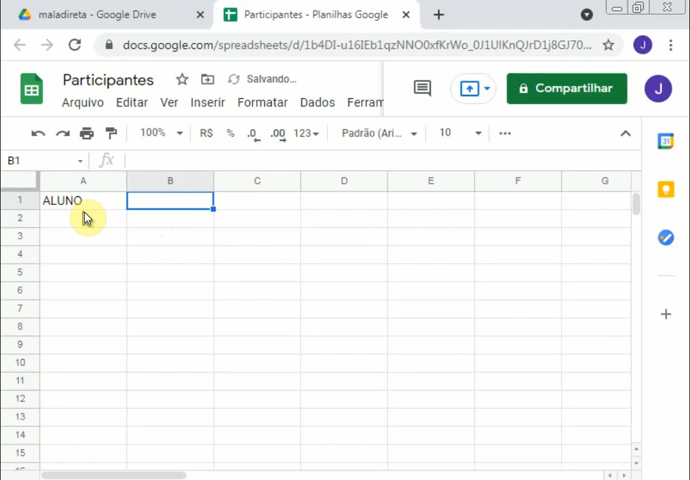 maladireta - Google Drive
Participantes - Planilhas Google
docs.google.com/spreadsheets/d/1b4DI-u16IEb1qzNNO0xfKrWo_0J1UIKnQJrD1j8GJ70...
J
Participantes
Salvando...
Compartilhar
J
Arquivo Editar Ver Inserir Formatar Dados Ferram
100% R$ % .0 .00 123 Padrão (Ari... 10
B1 fx
A B C D E F G
1 ALUNO
2
3
4
5
6
7
8
9
10
11
12
13
14
15
31